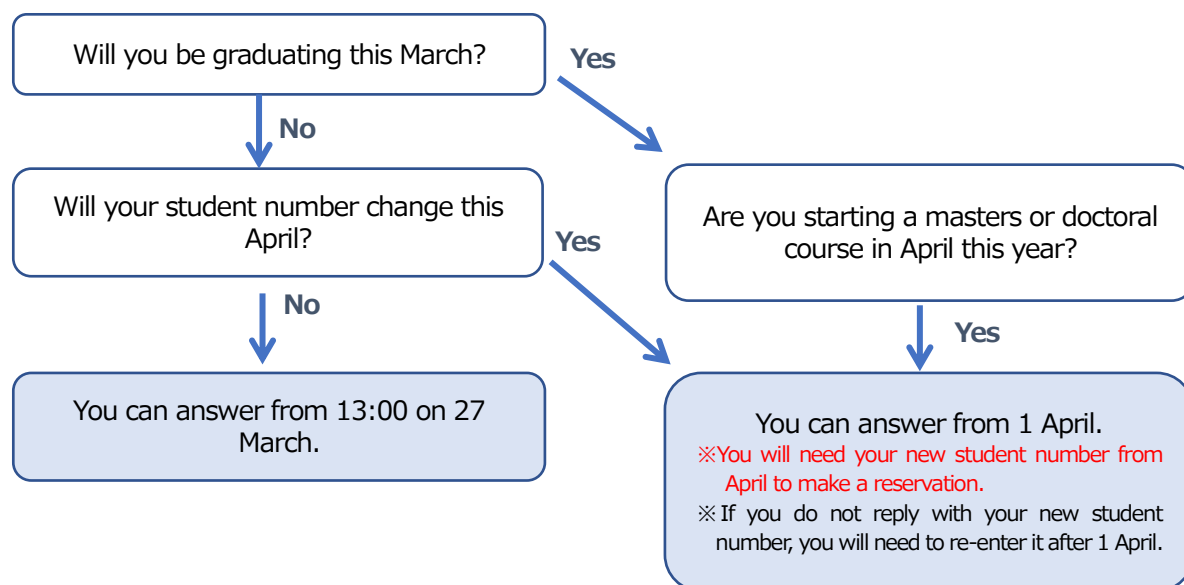 Will you be graduating this March?
Yes
No
Will your student number change this
April?
Yes
Are you starting a masters or doctoral
course in April this year?
No
Yes
You can answer from 13:00 on 27
March.
You can answer from 1 April.
※You will need your new student number from
April to make a reservation.
※If you do not reply with your new student
number, you will need to re-enter it after 1 April.